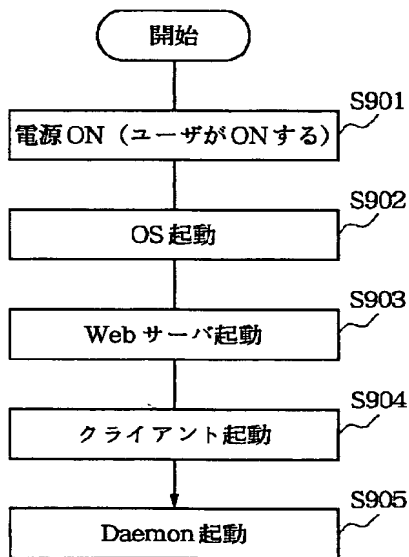 開始
S901
電源ON（ユーザがONする）
S902
OS起動
S903
Webサーバ起動
S904
クライアント起動
S905
Daemon起動